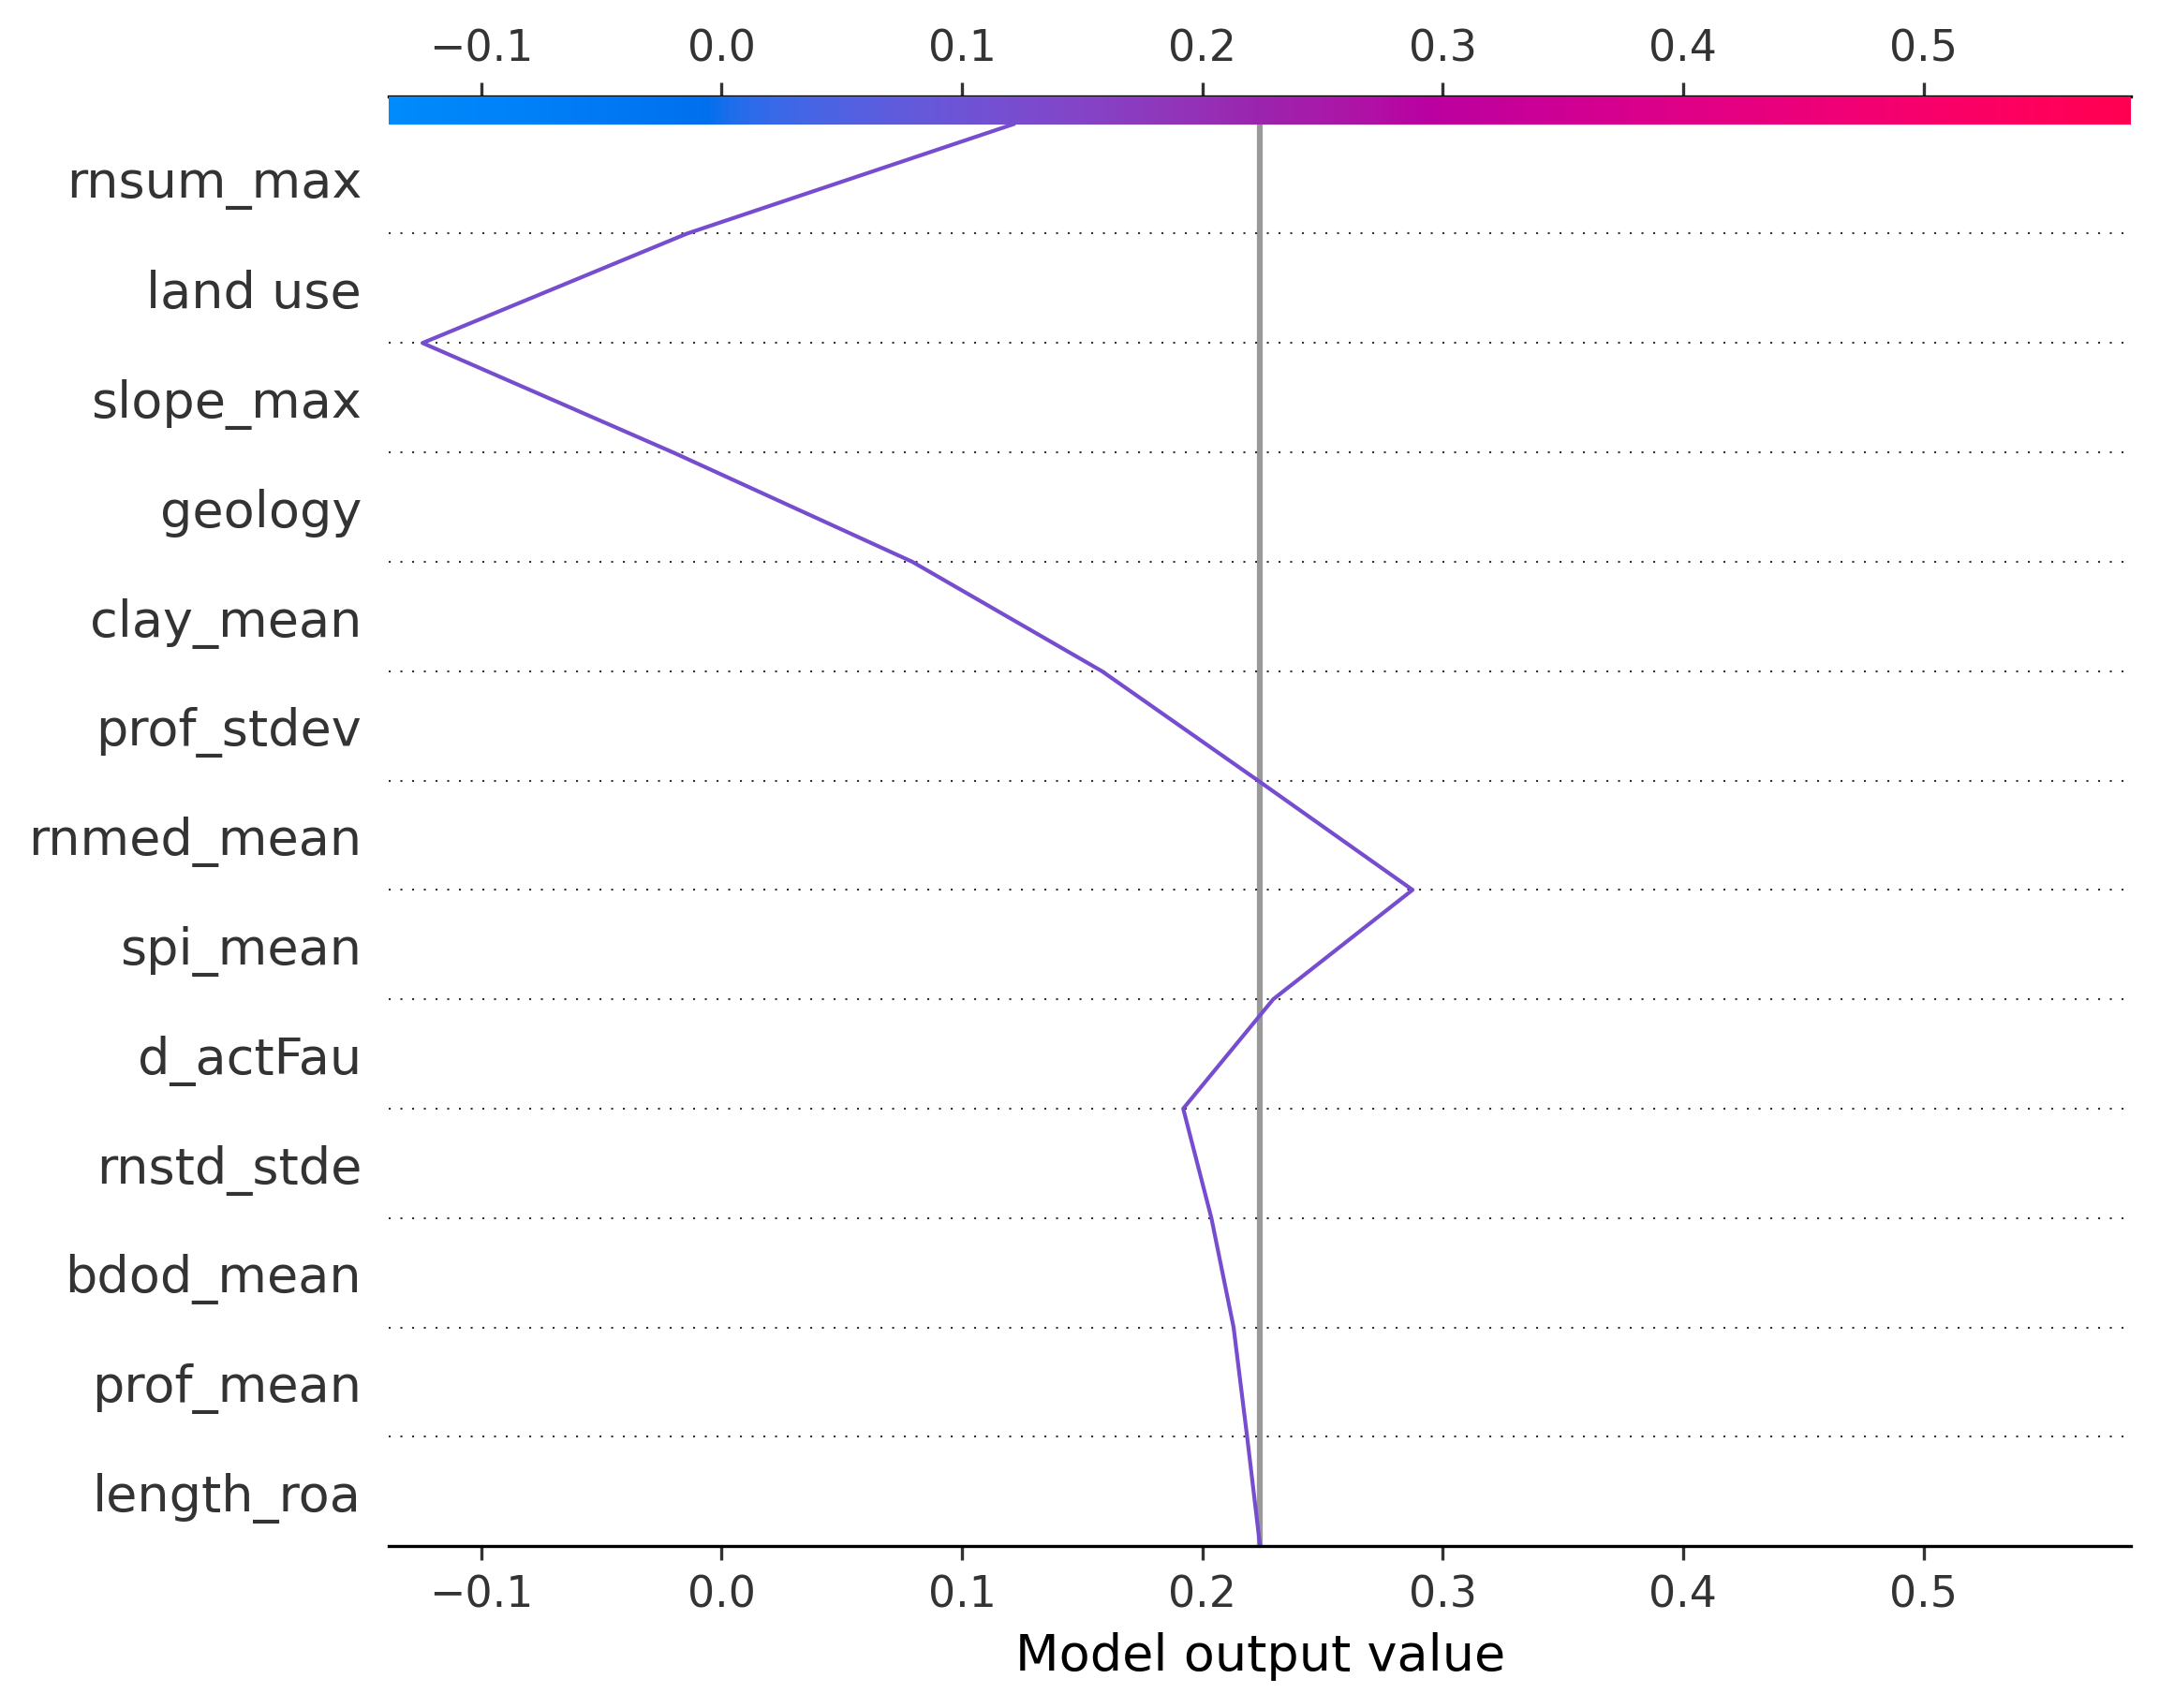 −0.1 0.0 0.1 0.2 0.3 0.4 0.5
rnsum_max
land use
slope_max
geology
clay_mean
prof_stdev
rnmed_mean
spi_mean
d_actFau
rnstd_stde
bdod_mean
prof_mean
length_roa
−0.1 0.0 0.1 0.2 0.3 0.4 0.5
Model output value